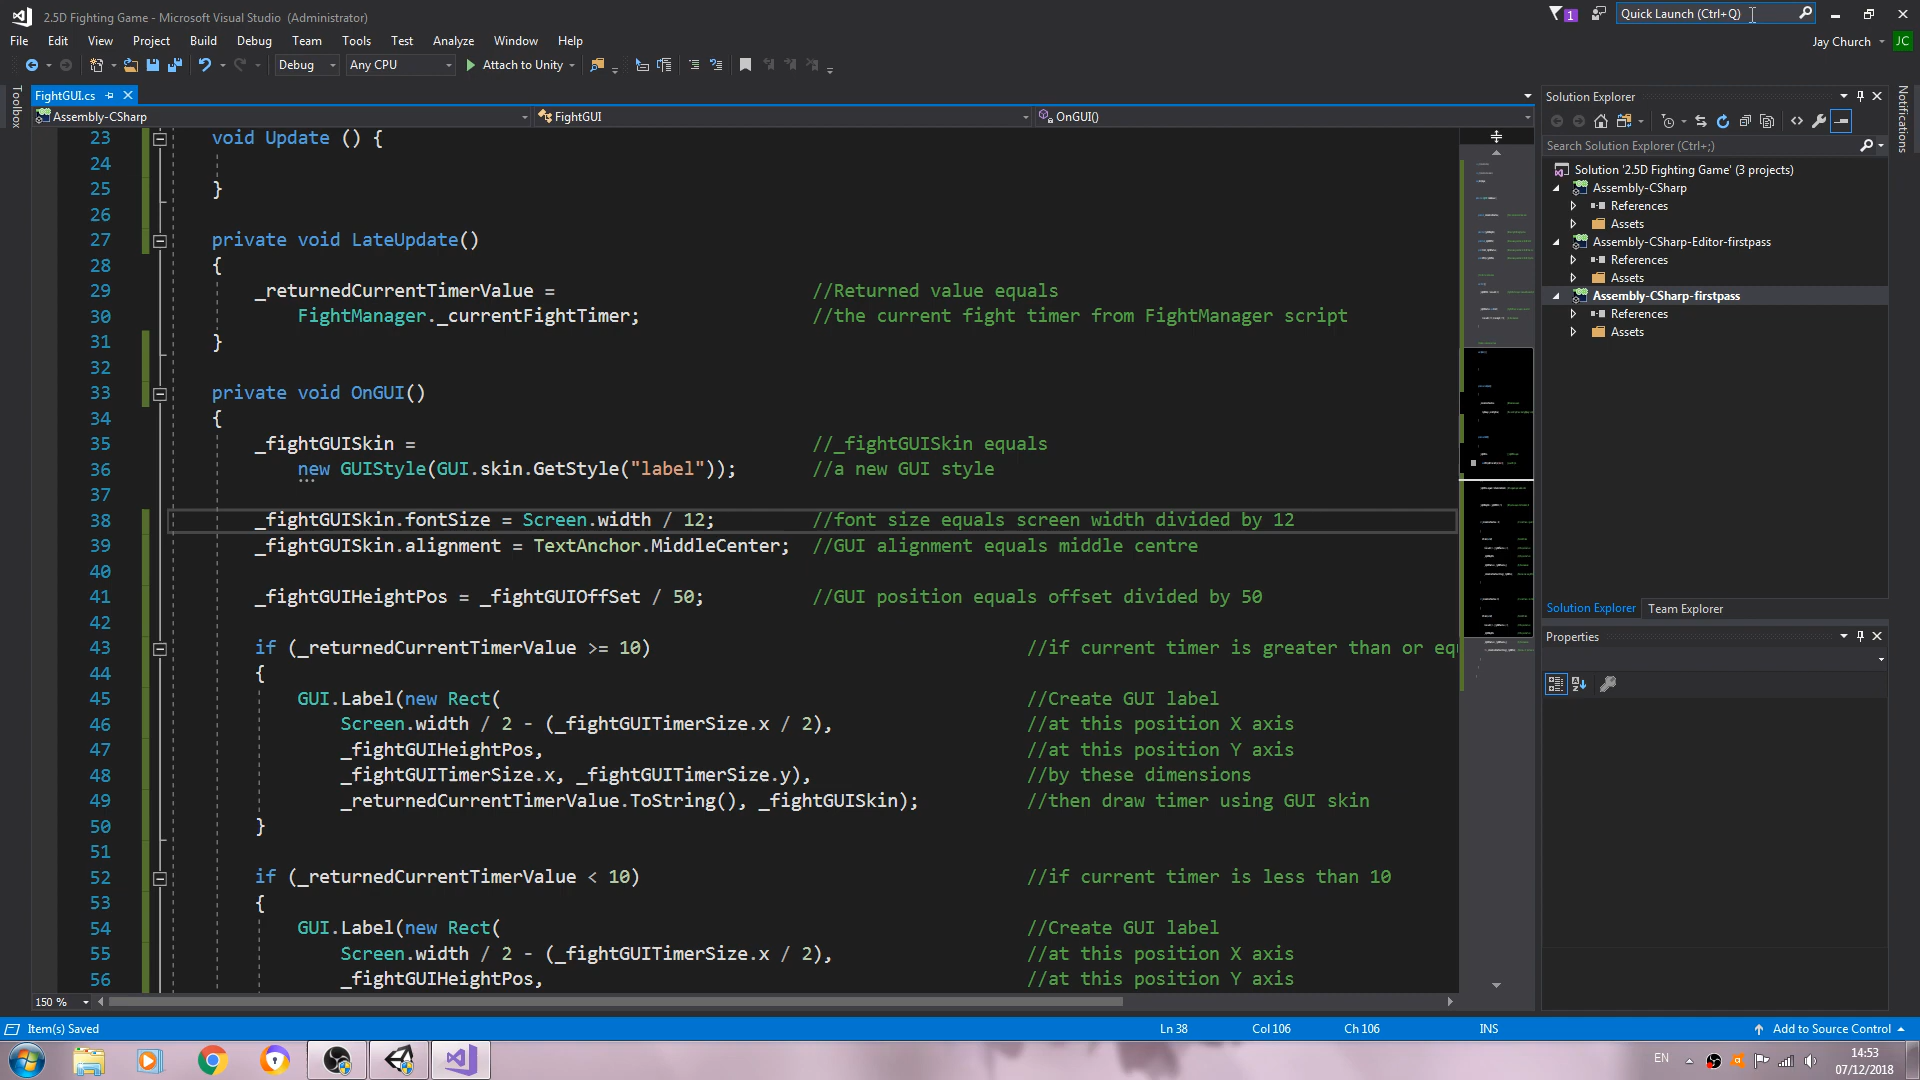 2.5D Fighting Game - Microsoft Visual Studio (Administrator)
1
Quick Launch (Ctrl+Q)
File Edit View Project Build Debug Team Tools Test Analyze Window Help
Jay Church JC
Debug Any CPU Attach to Unity
Toolbox
FightGUI.cs
Assembly-CSharp FightGUI OnGUI()
23 void Update () {
24
25 }
26
27 private void LateUpdate()
28 {
29 _returnedCurrentTimerValue = //Returned value equals
30 FightManager._currentFightTimer; //the current fight timer from FightManager script
31 }
32
33 private void OnGUI()
34 {
35 _fightGUISkin = //_fightGUISkin equals
36 new GUIStyle(GUI.skin.GetStyle("label")); //a new GUI style
37
38 _fightGUISkin.fontSize = Screen.width / 12; //font size equals screen width divided by 12
39 _fightGUISkin.alignment = TextAnchor.MiddleCenter; //GUI alignment equals middle centre
40
41 _fightGUIHeightPos = _fightGUIOffSet / 50; //GUI position equals offset divided by 50
42
43 if (_returnedCurrentTimerValue >= 10) //if current timer is greater than or eq
44 {
45 GUI.Label(new Rect( //Create GUI label
46 Screen.width / 2 - (_fightGUITimerSize.x / 2), //at this position X axis
47 _fightGUIHeightPos, //at this position Y axis
48 _fightGUITimerSize.x, _fightGUITimerSize.y), //by these dimensions
49 _returnedCurrentTimerValue.ToString(), _fightGUISkin); //then draw timer using GUI skin
50 }
51
52 if (_returnedCurrentTimerValue < 10) //if current timer is less than 10
53 {
54 GUI.Label(new Rect( //Create GUI label
55 Screen.width / 2 - (_fightGUITimerSize.x / 2), //at this position X axis
56 _fightGUIHeightPos, //at this position Y axis
150 %
Solution Explorer
Search Solution Explorer (Ctrl+;)
Solution '2.5D Fighting Game' (3 projects)
Assembly-CSharp
References
Assets
Assembly-CSharp-Editor-firstpass
References
Assets
Assembly-CSharp-firstpass
References
Assets
Solution Explorer Team Explorer
Properties
Notifications
Item(s) Saved Ln 38 Col 106 Ch 106 INS Add to Source Control
EN
14:53
07/12/2018